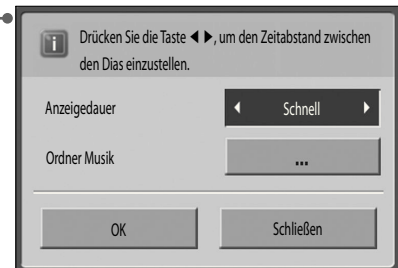 Drücken Sie die Taste ◀ ▶, um den Zeitabstand zwischen
den Dias einzustellen.
Anzeigedauer ◀ Schnell ▶
Ordner Musik ...
OK Schließen